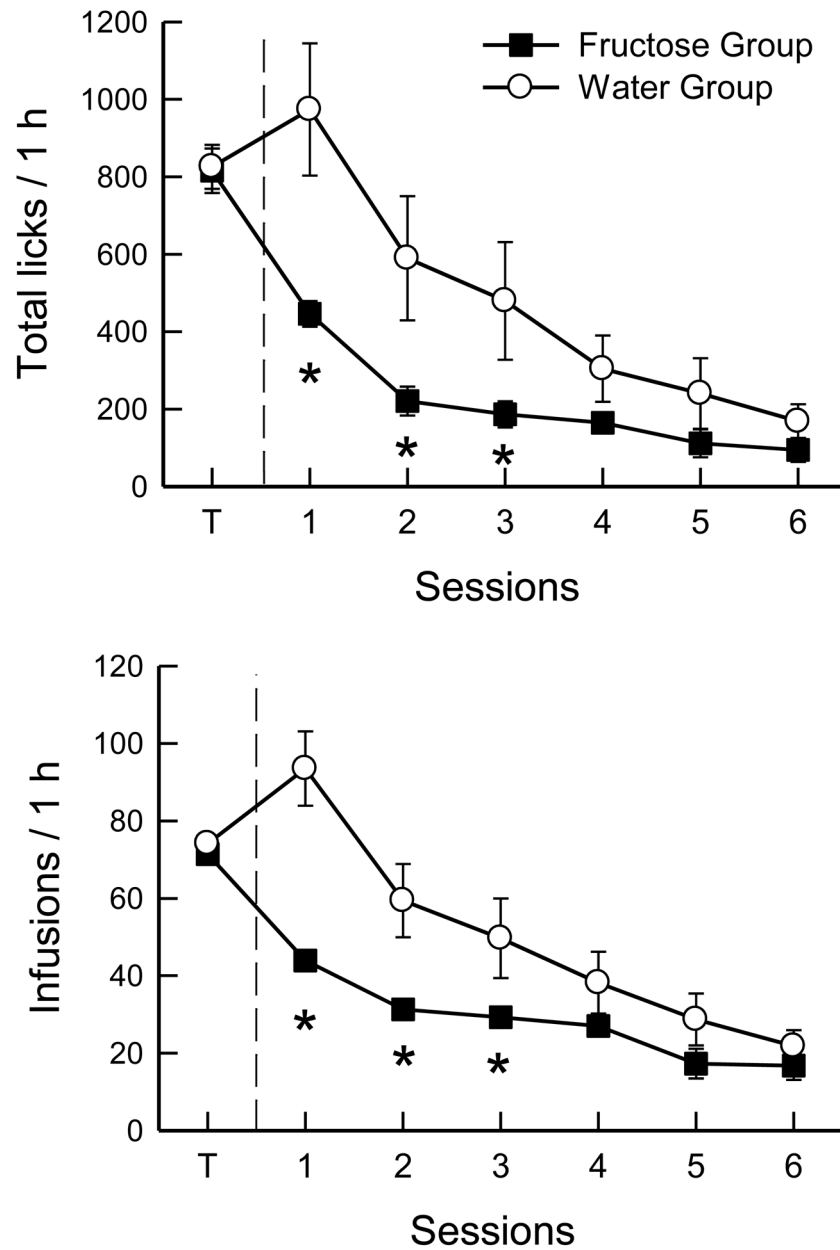 1200
Fructose Group
1000
Water Group
800
600
400
200
0
Total licks / 1 h
*
*
*
T 1 2 3 4 5 6
Sessions
120
100
80
60
40
20
0
Infusions / 1 h
*
*
*
T 1 2 3 4 5 6
Sessions